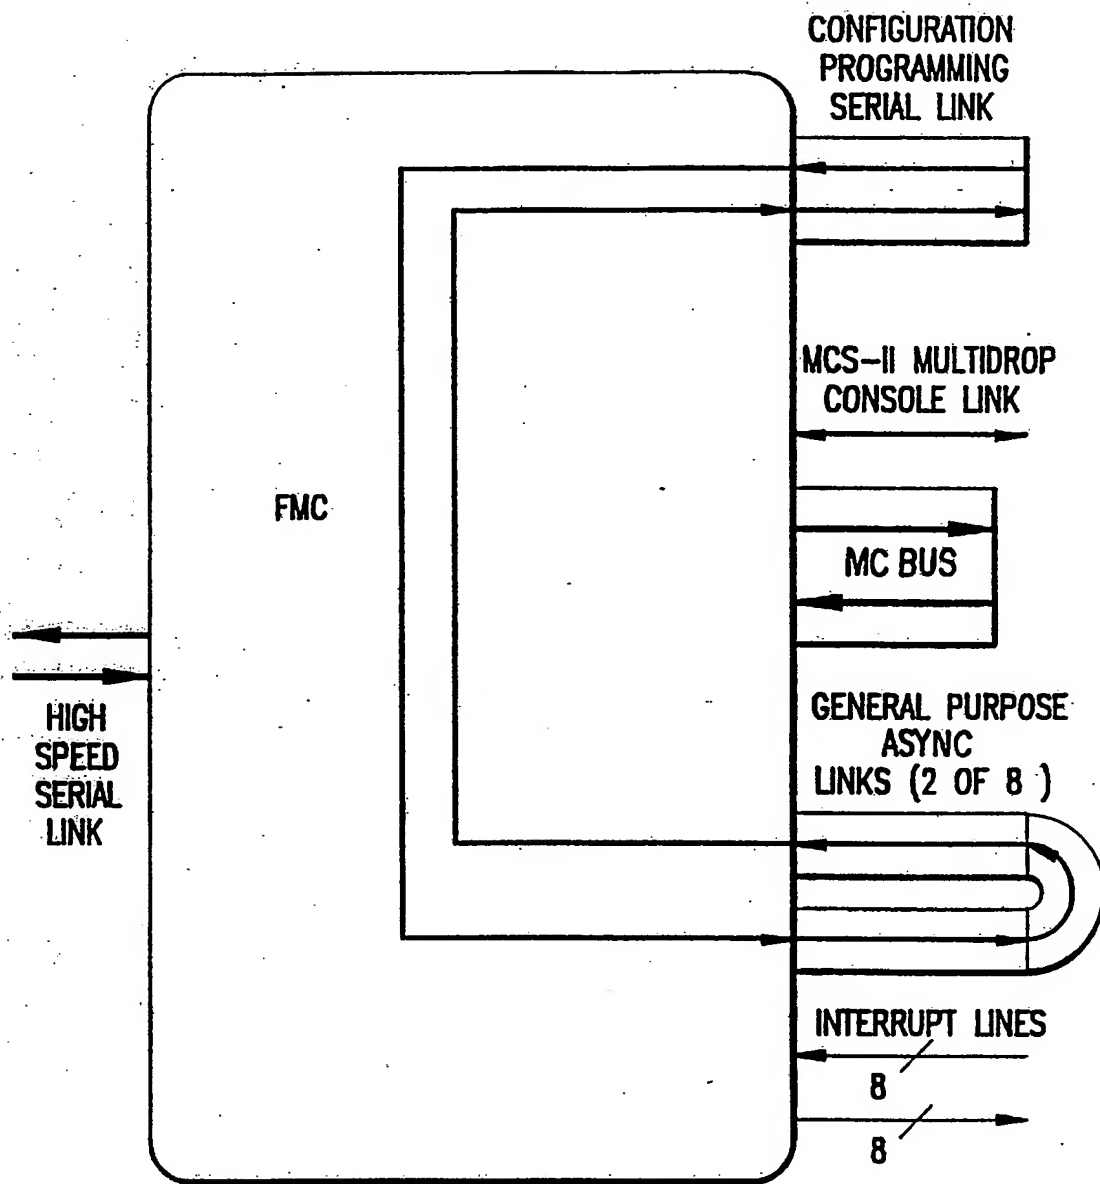 CONFIGURATION
PROGRAMMING
SERIAL LINK
MCS-II MULTIDROP
CONSOLE LINK
FMC
MC BUS
HIGH
SPEED
SERIAL
LINK
GENERAL PURPOSE
ASYNC
LINKS (2 OF 8 )
INTERRUPT LINES
8
8